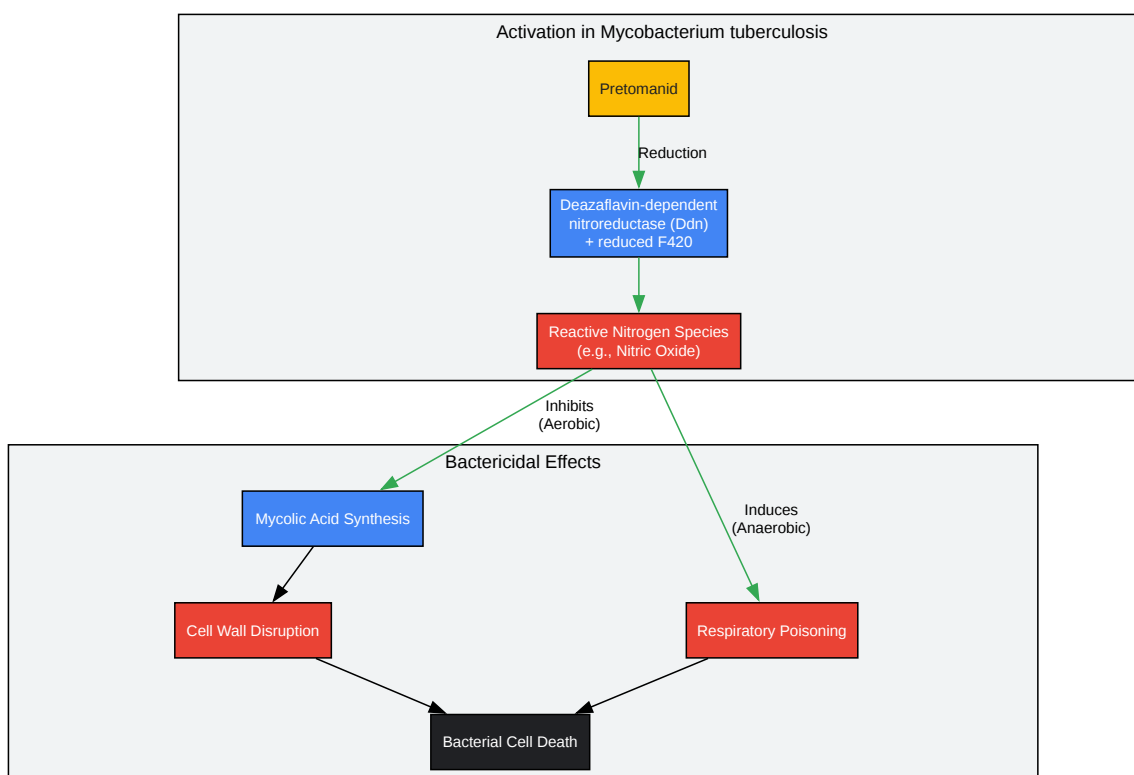 Activation in Mycobacterium tuberculosis
Pretomanid
Reduction
Deazaflavin-dependent
nitroreductase (Ddn)
+ reduced F420
Reactive Nitrogen Species
(e.g., Nitric Oxide)
Inhibits
(Aerobic)
Bactericidal Effects
Mycolic Acid Synthesis
Induces
(Anaerobic)
Cell Wall Disruption
Respiratory Poisoning
Bacterial Cell Death